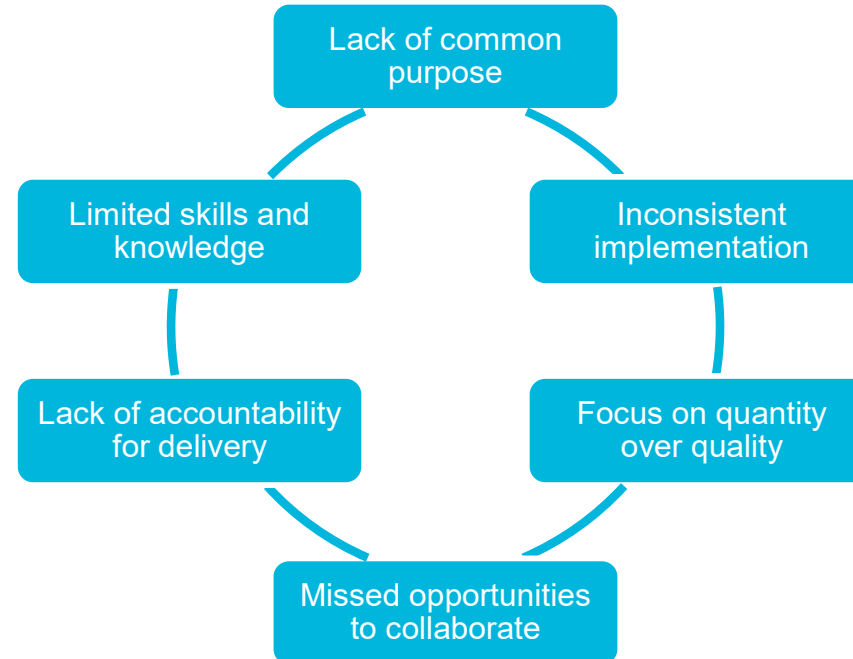 Lack of common
purpose
Inconsistent
implementation
Focus on quantity
over quality
Missed opportunities
to collaborate
Lack of accountability
for delivery
Limited skills and
knowledge